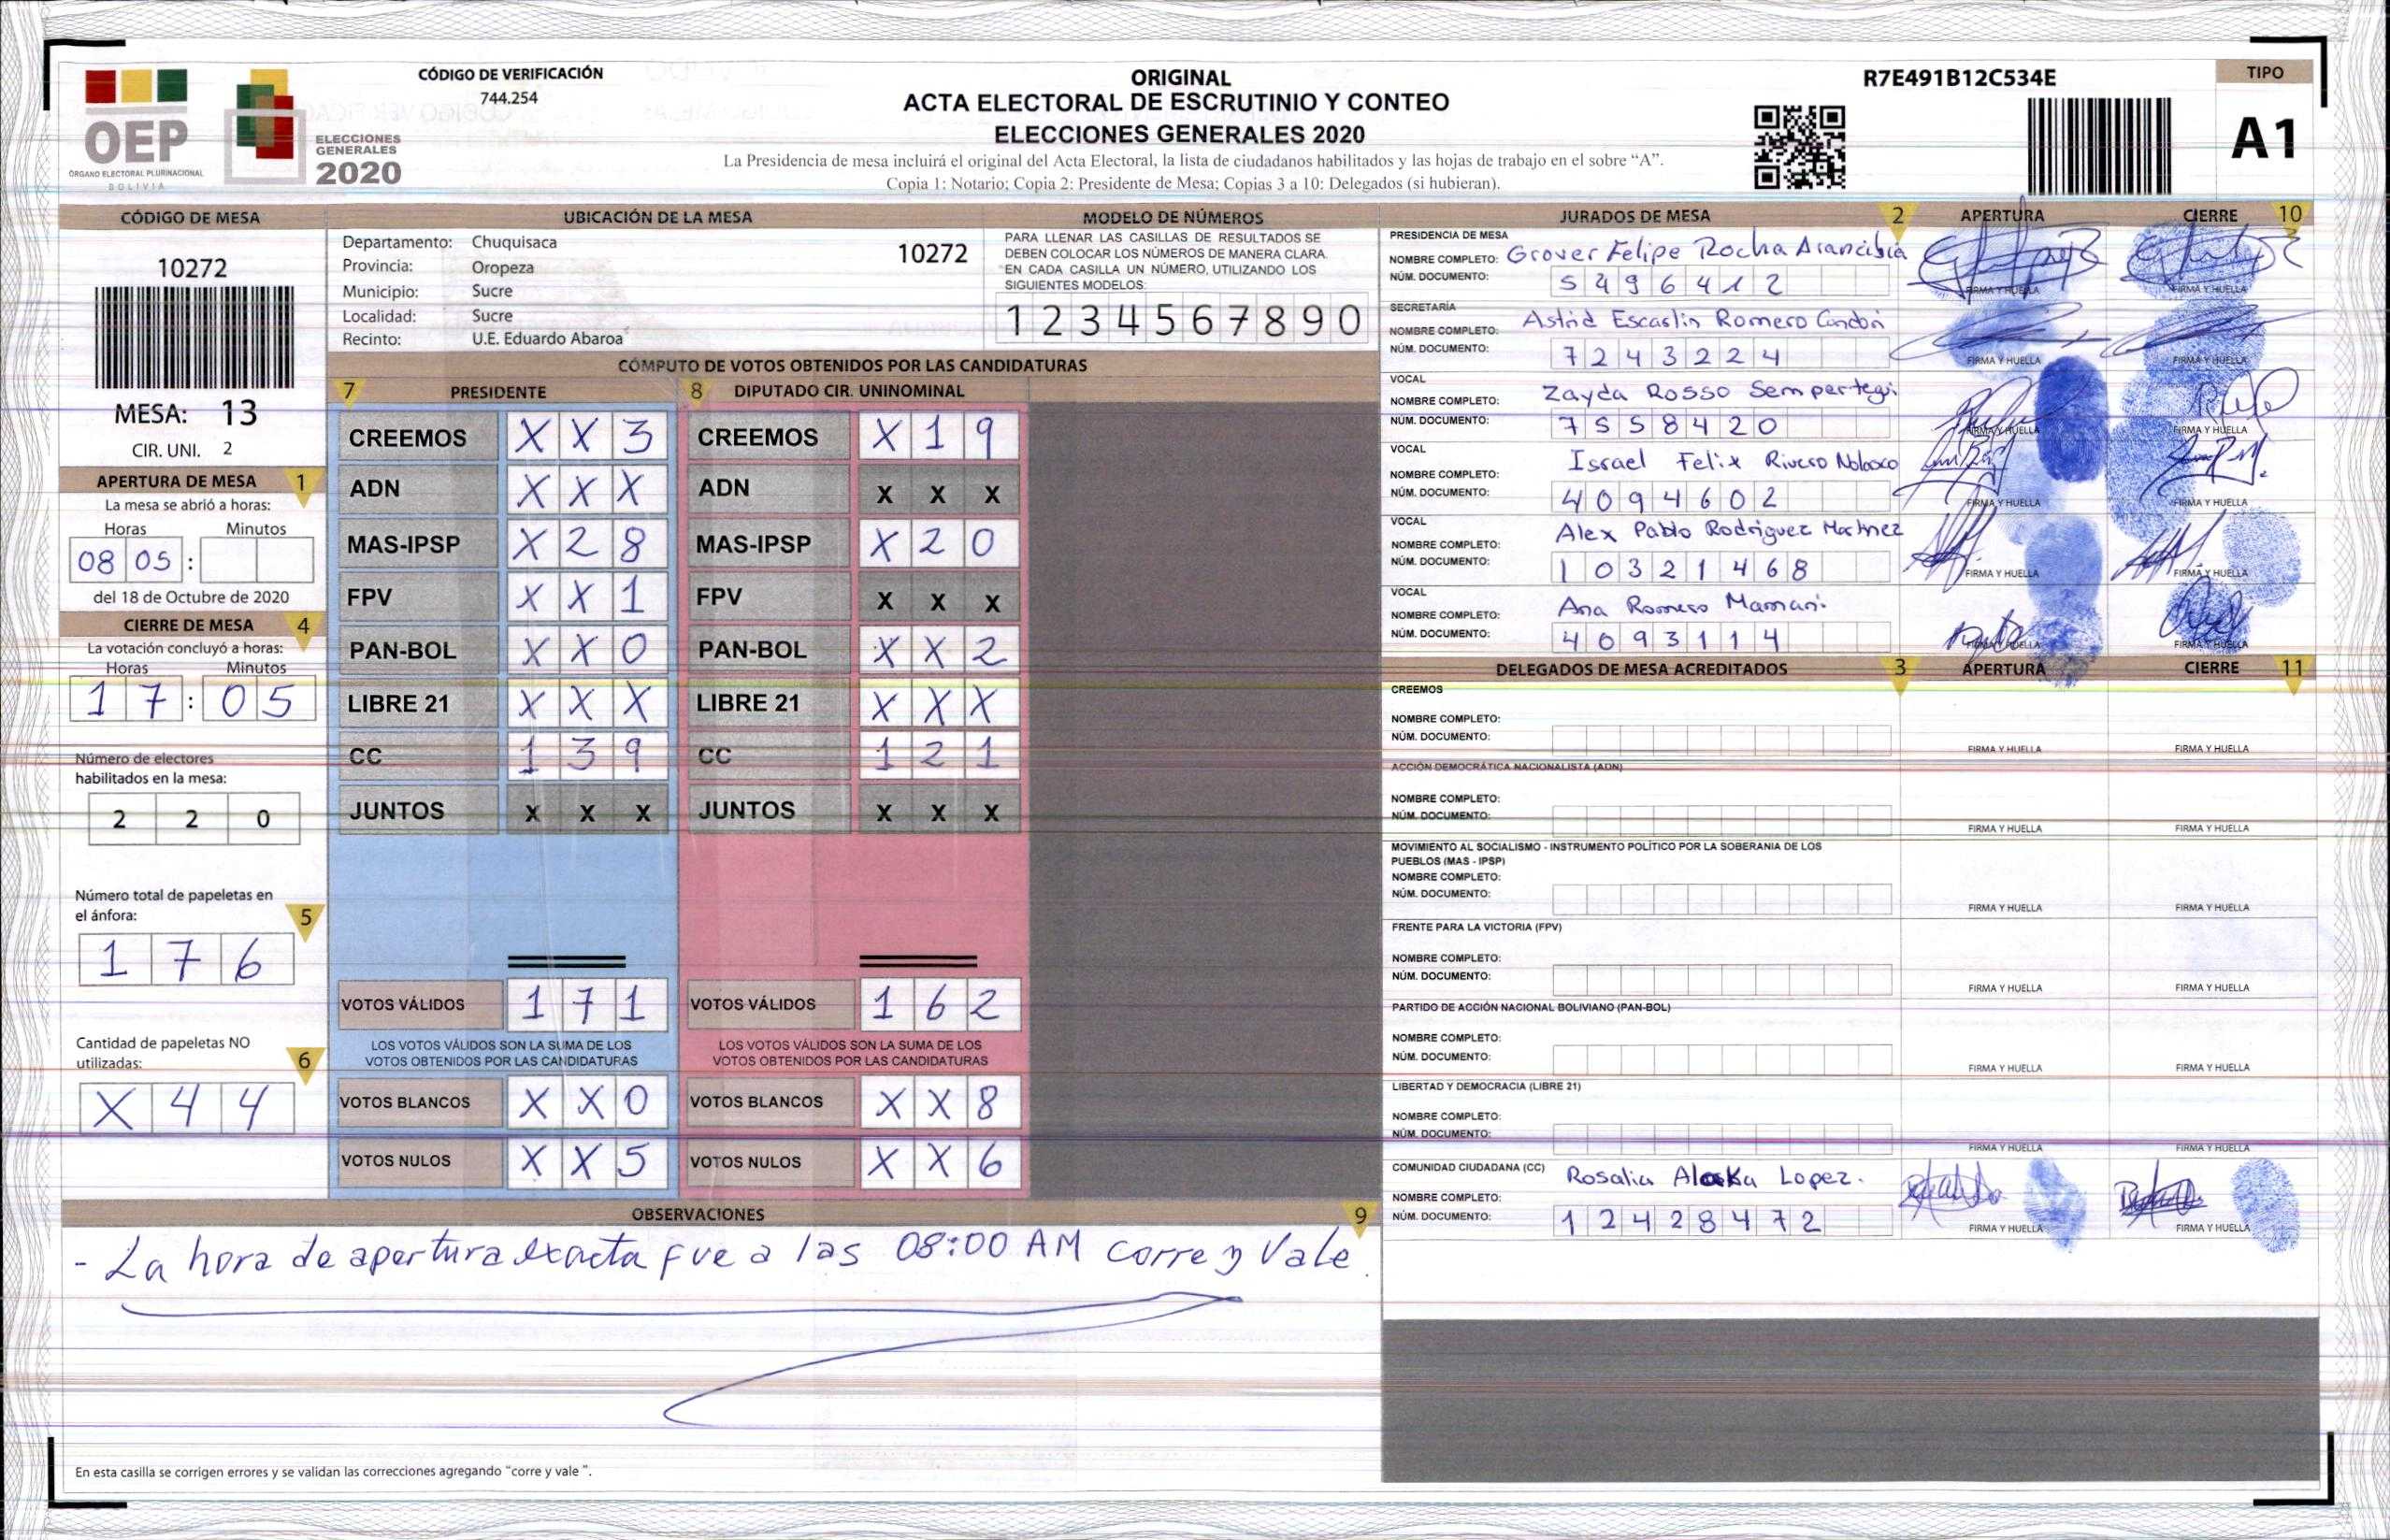 CÓDIGO DE VERIFICACIÓN
744.254
ORIGINAL
ACTA ELECTORAL DE ESCRUTINIO Y CONTEO
ELECCIONES GENERALES 2020
La Presidencia de mesa incluirá el original del Acta Electoral, la lista de ciudadanos habilitados y las hojas de trabajo en el sobre “A”.
Copia 1: Notario; Copia 2: Presidente de Mesa; Copias 3 a 10: Delegados (si hubieran).
R7E491B12C534E
TIPO
A1
OEP
ÓRGANO ELECTORAL PLURINACIONAL
BOLIVIA
ELECCIONES
GENERALES
2020
CÓDIGO DE MESA
10272
MESA: 13
CIR. UNI. 2
APERTURA DE MESA 1
La mesa se abrió a horas:
Horas Minutos
08 05 :
del 18 de Octubre de 2020
CIERRE DE MESA 4
La votación concluyó a horas:
Horas Minutos
1 7 : 0 5
Número de electores
habilitados en la mesa:
2 2 0
Número total de papeletas en
el ánfora: 5
1 7 6
Cantidad de papeletas NO
utilizadas: 6
X 4 4
UBICACIÓN DE LA MESA
Departamento: Chuquisaca 10272
Provincia: Oropeza
Municipio: Sucre
Localidad: Sucre
Recinto: U.E. Eduardo Abaroa
MODELO DE NÚMEROS
PARA LLENAR LAS CASILLAS DE RESULTADOS SE
DEBEN COLOCAR LOS NÚMEROS DE MANERA CLARA.
EN CADA CASILLA UN NÚMERO, UTILIZANDO LOS
SIGUIENTES MODELOS:
1 2 3 4 5 6 7 8 9 0
CÓMPUTO DE VOTOS OBTENIDOS POR LAS CANDIDATURAS
7 PRESIDENTE
CREEMOS X X 3
ADN X X X
MAS-IPSP X 2 8
FPV X X 1
PAN-BOL X X 0
LIBRE 21 X X X
CC 1 3 9
JUNTOS X X X
VOTOS VÁLIDOS 1 7 1
LOS VOTOS VÁLIDOS SON LA SUMA DE LOS
VOTOS OBTENIDOS POR LAS CANDIDATURAS
VOTOS BLANCOS X X 0
VOTOS NULOS X X 5
8 DIPUTADO CIR. UNINOMINAL
CREEMOS X 1 9
ADN X X X
MAS-IPSP X 2 0
FPV X X X
PAN-BOL X X 2
LIBRE 21 X X X
CC 1 2 1
JUNTOS X X X
VOTOS VÁLIDOS 1 6 2
LOS VOTOS VÁLIDOS SON LA SUMA DE LOS
VOTOS OBTENIDOS POR LAS CANDIDATURAS
VOTOS BLANCOS X X 8
VOTOS NULOS X X 6
OBSERVACIONES 9
- La hora de apertura exacta fue a las 08:00 AM corre y Vale.
En esta casilla se corrigen errores y se validan las correcciones agregando “corre y vale ”.
JURADOS DE MESA 2 APERTURA CIERRE 10
PRESIDENCIA DE MESA
NOMBRE COMPLETO: Grover Felipe Rocha Arancibia
NÚM. DOCUMENTO: 5 4 9 6 4 1 2
FIRMA Y HUELLA FIRMA Y HUELLA
SECRETARÍA
NOMBRE COMPLETO: Astrid Romero
NÚM. DOCUMENTO: 7 2 4 3 2 2 4
FIRMA Y HUELLA FIRMA Y HUELLA
VOCAL
NOMBRE COMPLETO: Zayda Rosso Sempertegui
NÚM. DOCUMENTO: 7 5 5 8 4 2 0
FIRMA Y HUELLA FIRMA Y HUELLA
VOCAL
NOMBRE COMPLETO: Israel Felix Rivero Nolasco
NÚM. DOCUMENTO: 4 0 9 4 6 0 2
FIRMA Y HUELLA FIRMA Y HUELLA
VOCAL
NOMBRE COMPLETO: Alex Pablo Rodriguez Martinez
NÚM. DOCUMENTO: 1 0 3 2 1 4 6 8
FIRMA Y HUELLA FIRMA Y HUELLA
VOCAL
NOMBRE COMPLETO: Ana Romero Mamani
NÚM. DOCUMENTO: 4 0 9 3 1 1 4
FIRMA Y HUELLA FIRMA Y HUELLA
DELEGADOS DE MESA ACREDITADOS 3 APERTURA CIERRE 11
CREEMOS
NOMBRE COMPLETO:
NÚM. DOCUMENTO:
FIRMA Y HUELLA FIRMA Y HUELLA
ACCIÓN DEMOCRÁTICA NACIONALISTA (ADN)
NOMBRE COMPLETO:
NÚM. DOCUMENTO:
FIRMA Y HUELLA FIRMA Y HUELLA
MOVIMIENTO AL SOCIALISMO - INSTRUMENTO POLÍTICO POR LA SOBERANIA DE LOS
PUEBLOS (MAS - IPSP)
NOMBRE COMPLETO:
NÚM. DOCUMENTO:
FIRMA Y HUELLA FIRMA Y HUELLA
FRENTE PARA LA VICTORIA (FPV)
NOMBRE COMPLETO:
NÚM. DOCUMENTO:
FIRMA Y HUELLA FIRMA Y HUELLA
PARTIDO DE ACCIÓN NACIONAL BOLIVIANO (PAN-BOL)
NOMBRE COMPLETO:
NÚM. DOCUMENTO:
FIRMA Y HUELLA FIRMA Y HUELLA
LIBERTAD Y DEMOCRACIA (LIBRE 21)
NOMBRE COMPLETO:
NÚM. DOCUMENTO:
FIRMA Y HUELLA FIRMA Y HUELLA
COMUNIDAD CIUDADANA (CC)
NOMBRE COMPLETO: Rosalia Lopez.
NÚM. DOCUMENTO: 1 2 4 2 8 4 7 2
FIRMA Y HUELLA FIRMA Y HUELLA